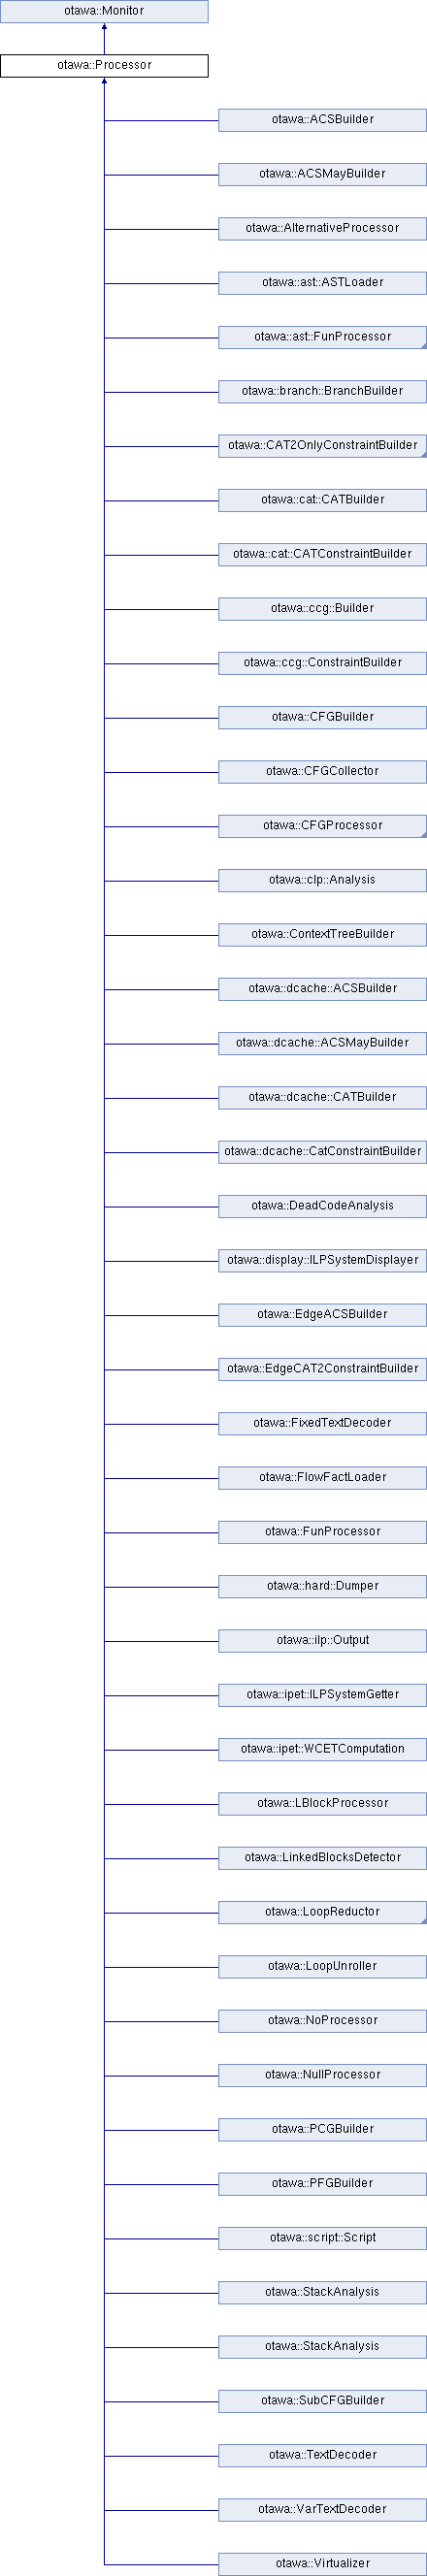 otawa::Monitor
otawa::Processor
otawa::ACSBuilder
otawa::ACSMayBuilder
otawa::AlternativeProcessor
otawa::ast::ASTLoader
otawa::ast::FunProcessor
otawa::branch::BranchBuilder
otawa::CAT2OnlyConstraintBuilder
otawa::cat::CATBuilder
otawa::cat::CATConstraintBuilder
otawa::ccg::Builder
otawa::ccg::ConstraintBuilder
otawa::CFGBuilder
otawa::CFGCollector
otawa::CFGProcessor
otawa::clp::Analysis
otawa::ContextTreeBuilder
otawa::dcache::ACSBuilder
otawa::dcache::ACSMayBuilder
otawa::dcache::CATBuilder
otawa::dcache::CatConstraintBuilder
otawa::DeadCodeAnalysis
otawa::display::ILPSystemDisplayer
otawa::EdgeACSBuilder
otawa::EdgeCAT2ConstraintBuilder
otawa::FixedTextDecoder
otawa::FlowFactLoader
otawa::FunProcessor
otawa::hard::Dumper
otawa::ilp::Output
otawa::ipet::ILPSystemGetter
otawa::ipet::WCETComputation
otawa::LBlockProcessor
otawa::LinkedBlocksDetector
otawa::LoopReductor
otawa::LoopUnroller
otawa::NoProcessor
otawa::NullProcessor
otawa::PCGBuilder
otawa::PFGBuilder
otawa::script::Script
otawa::StackAnalysis
otawa::StackAnalysis
otawa::SubCFGBuilder
otawa::TextDecoder
otawa::VarTextDecoder
otawa::Virtualizer